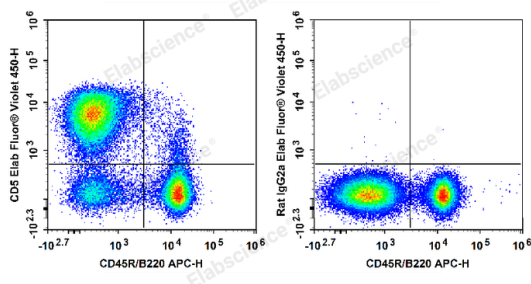 Elabscience®
Elabscience®
CD5 Elab Fluor® Violet 450-H
10^6
10^5
10^4
10^3
-10^2.3
-10^2.7 10^3 10^4 10^5 10^6
CD45R/B220 APC-H
Rat IgG2a Elab Fluor® Violet 450-H
10^6
10^5
10^4
10^3
-10^2.3
-10^2.7 10^3 10^4 10^5 10^6
CD45R/B220 APC-H
Elabscience®
Elabscience®
Elabscience®